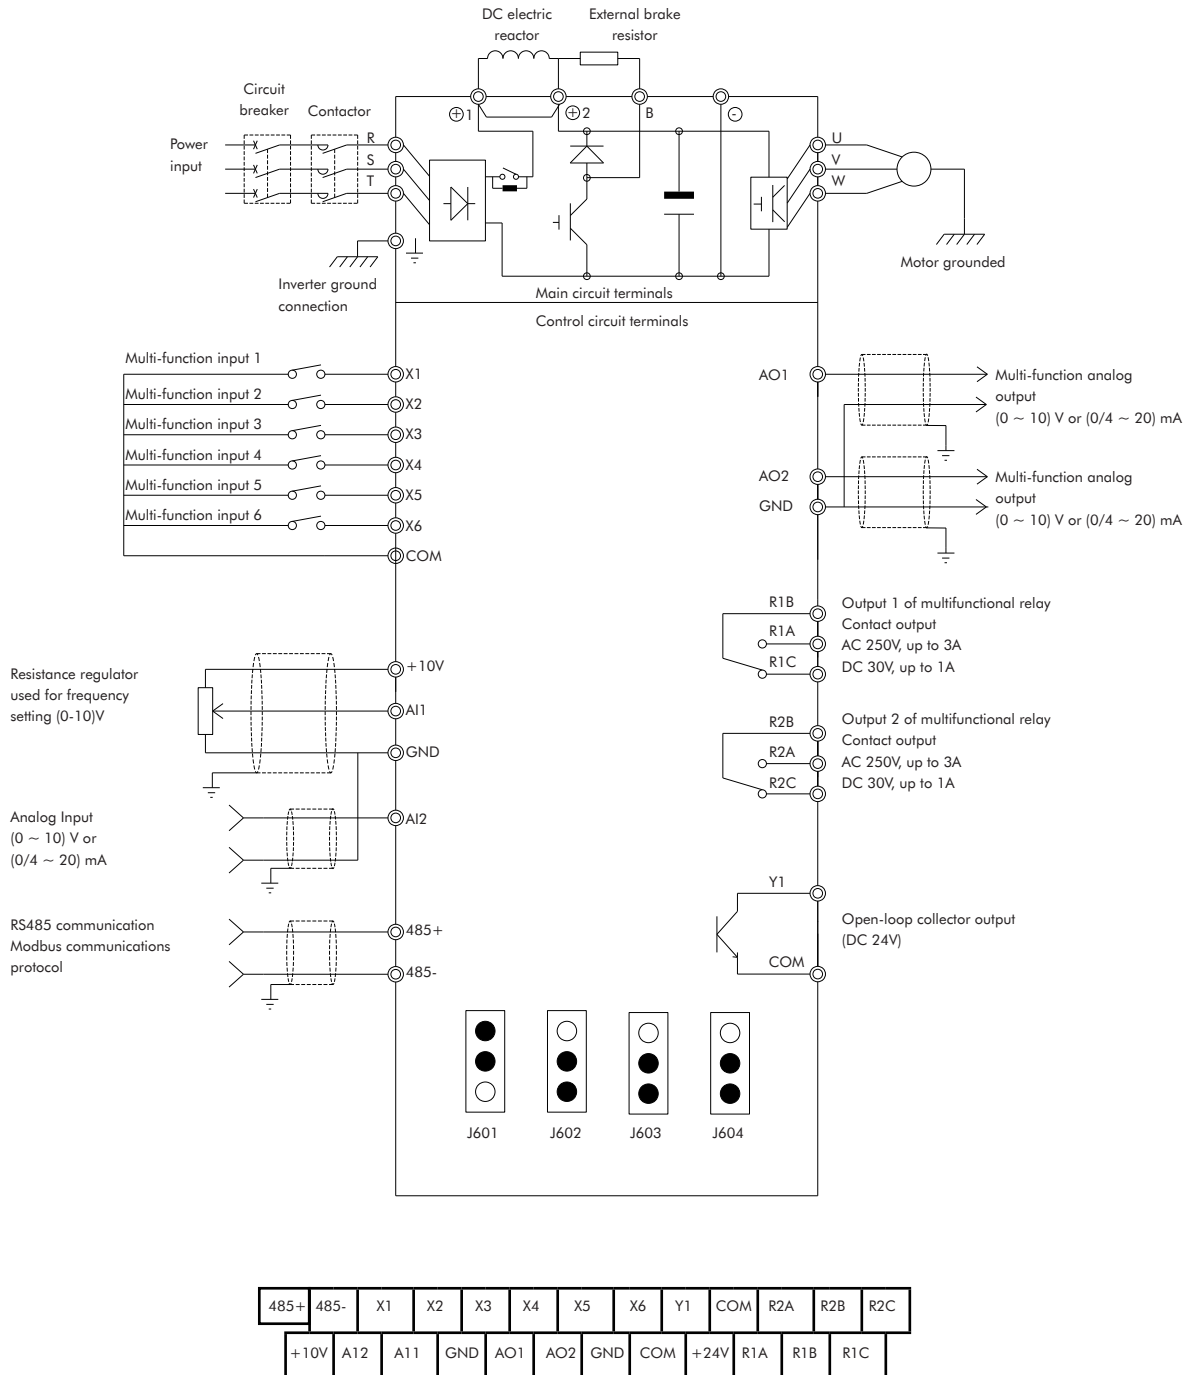 DC electric
reactor
External brake
resistor
Circuit
breaker
Contactor
Power
input
R
S
T
+1
+2
B
-
U
V
W
Motor grounded
Inverter ground
connection
Main circuit terminals
Control circuit terminals
Multi-function input 1
X1
Multi-function input 2
X2
Multi-function input 3
X3
Multi-function input 4
X4
Multi-function input 5
X5
Multi-function input 6
X6
COM
AO1
Multi-function analog
output
(0 ~ 10) V or (0/4 ~ 20) mA
AO2
GND
Multi-function analog
output
(0 ~ 10) V or (0/4 ~ 20) mA
R1B
R1A
R1C
Output 1 of multifunctional relay
Contact output
AC 250V, up to 3A
DC 30V, up to 1A
Resistance regulator
used for frequency
setting (0-10)V
+10V
AI1
GND
R2B
R2A
R2C
Output 2 of multifunctional relay
Contact output
AC 250V, up to 3A
DC 30V, up to 1A
Analog Input
(0 ~ 10) V or
(0/4 ~ 20) mA
AI2
RS485 communication
Modbus communications
protocol
485+
485-
Y1
COM
Open-loop collector output
(DC 24V)
J601
J602
J603
J604
485+ 485- X1 X2 X3 X4 X5 X6 Y1 COM R2A R2B R2C
+10V A12 A11 GND AO1 AO2 GND COM +24V R1A R1B R1C